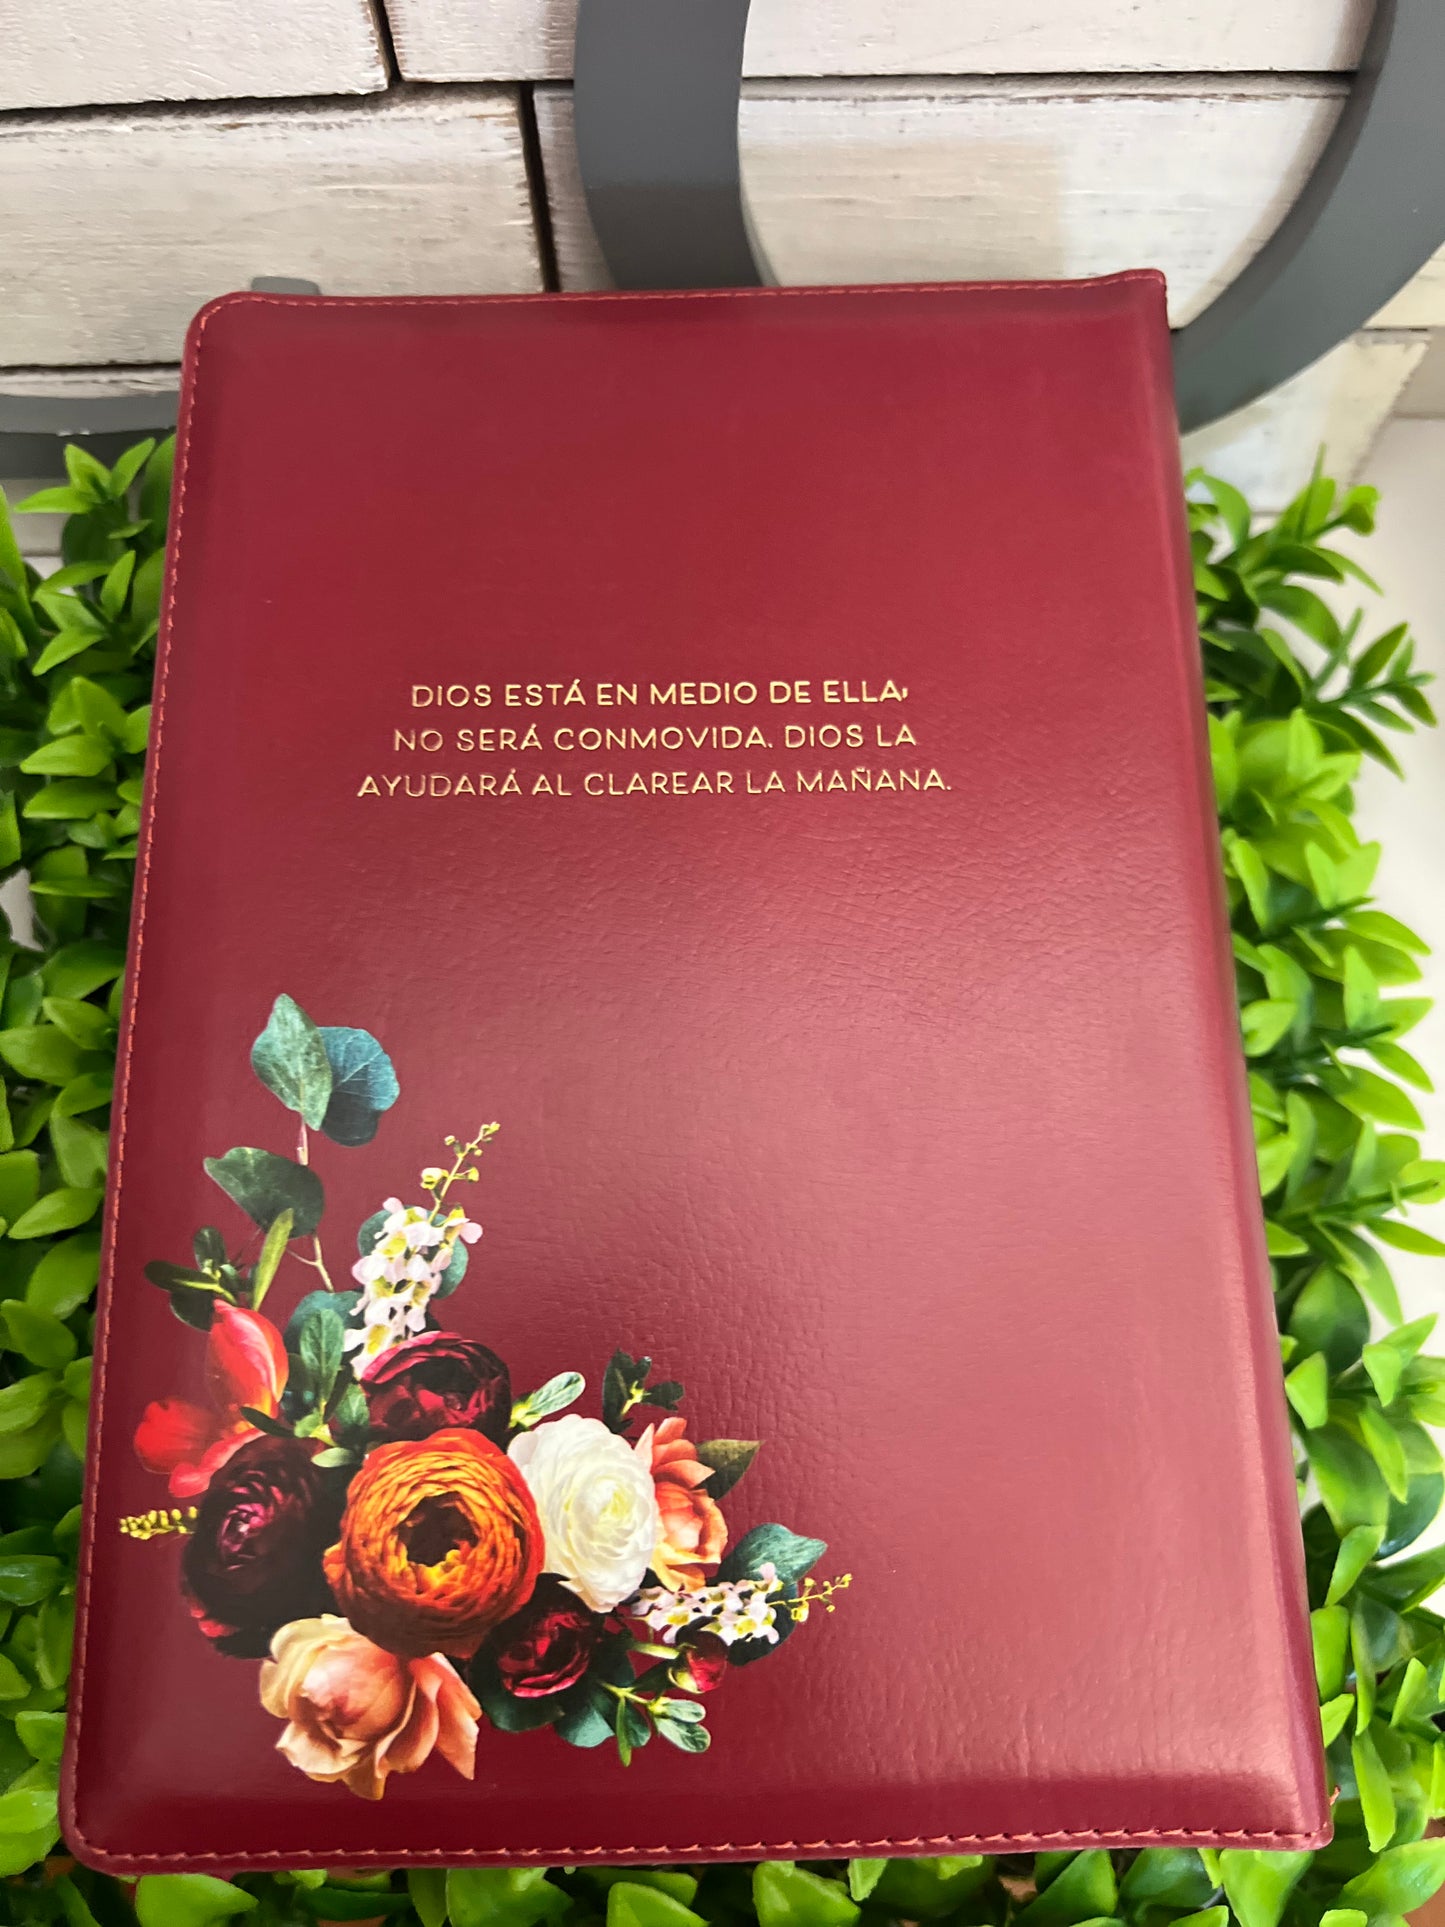 DIOS ESTÁ EN MEDIO DE ELLA;
NO SERÁ CONMOVIDA. DIOS LA
AYUDARÁ AL CLAREAR LA MAÑANA.